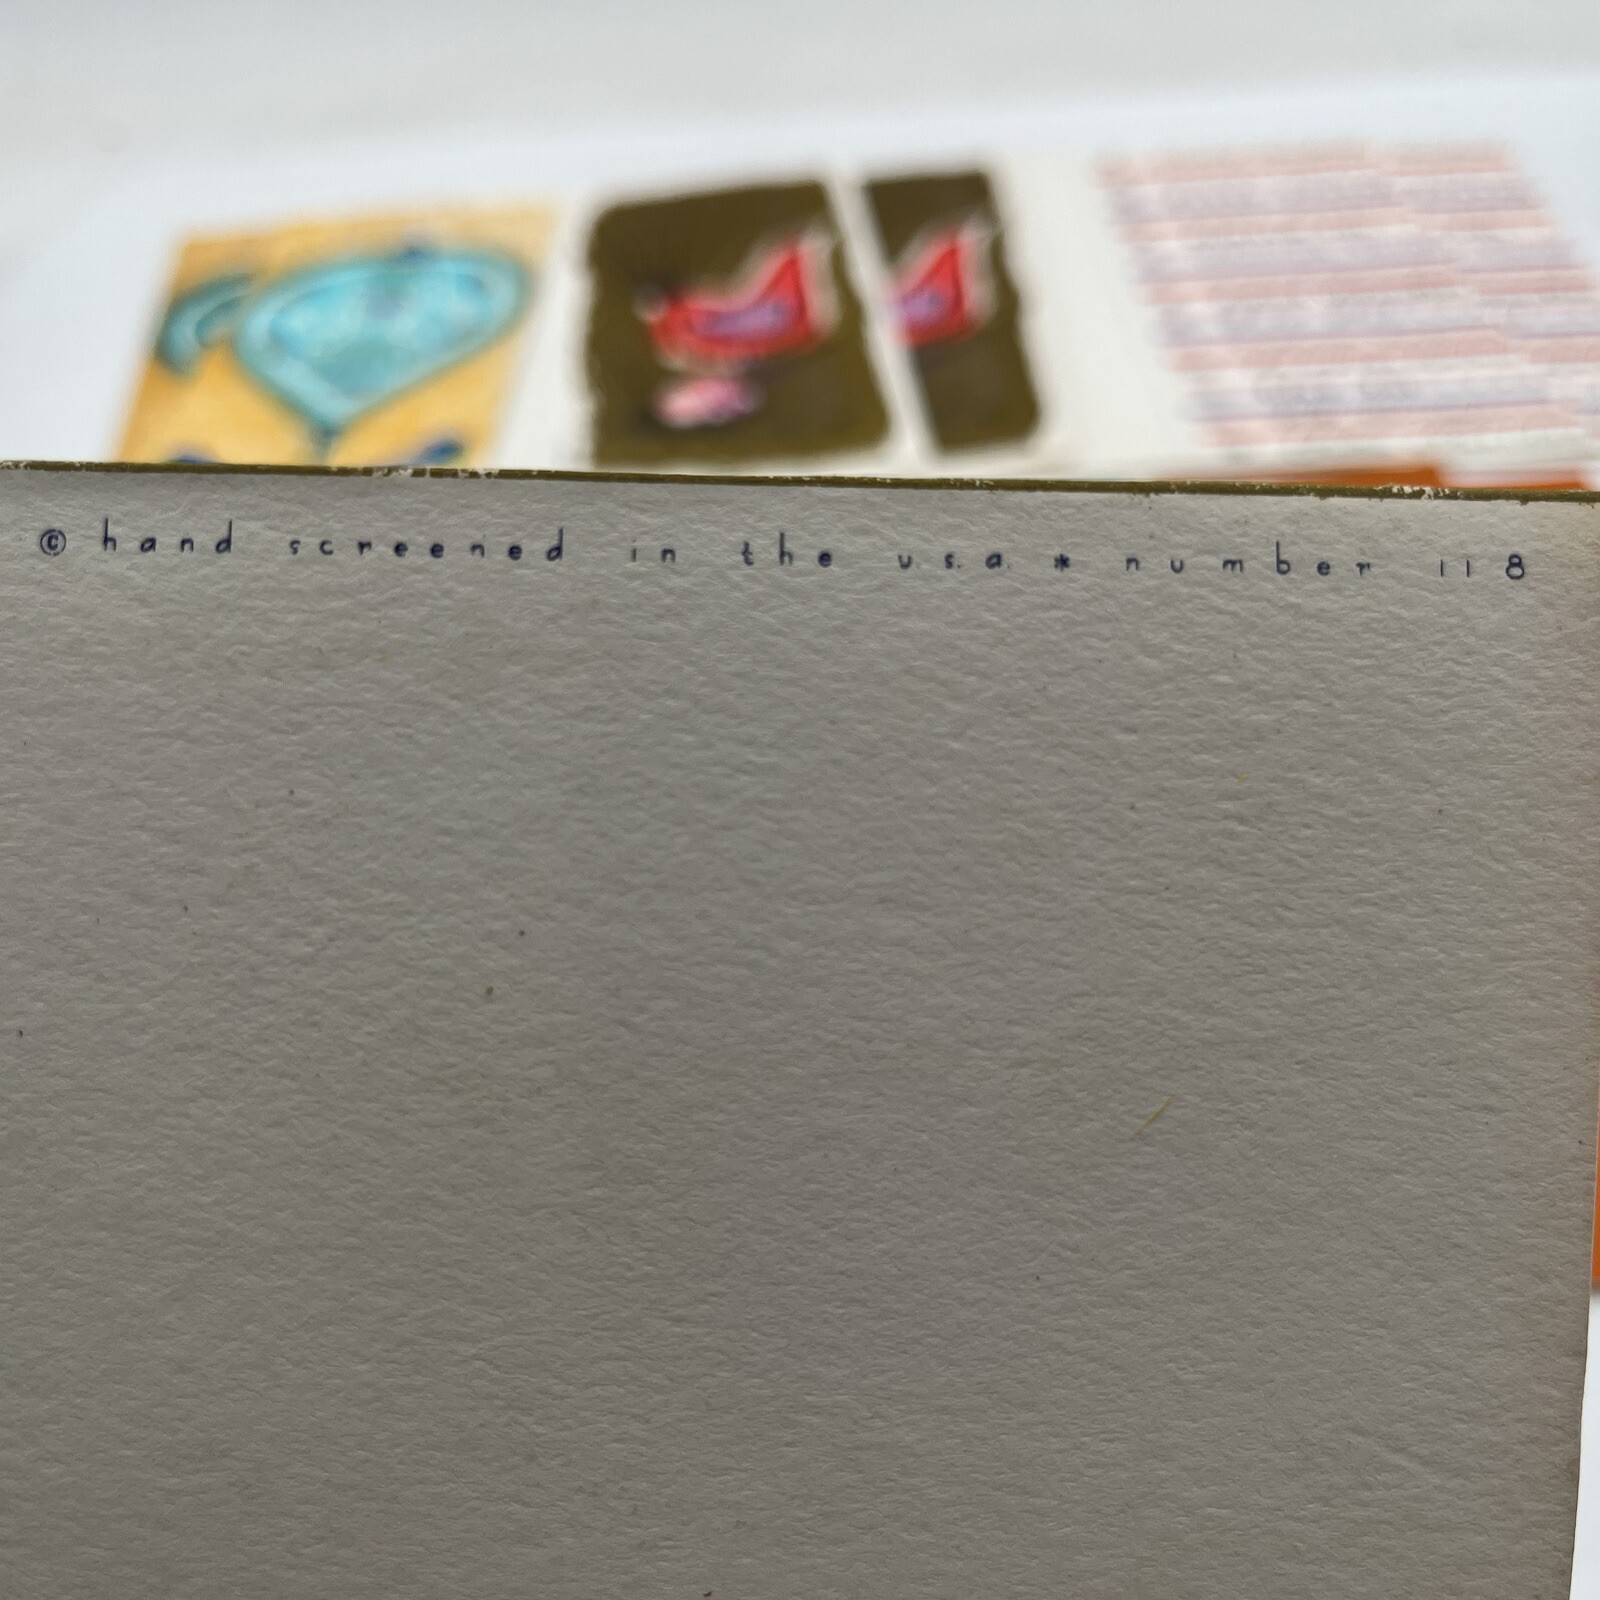 © hand screened in the u.s.a. * number 118